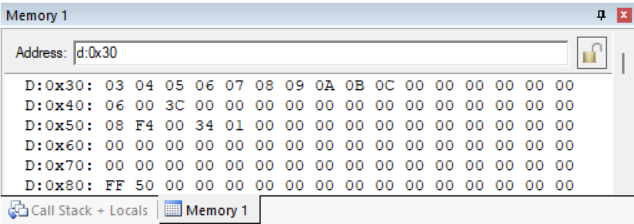 Memory 1
Address: d:0x30
D:0x30: 03 04 05 06 07 08 09 0A 0B 0C 00 00 00 00 00 00
D:0x40: 06 00 3C 00 00 00 00 00 00 00 00 00 00 00 00 00
D:0x50: 08 F4 00 34 01 00 00 00 00 00 00 00 00 00 00 00
D:0x60: 00 00 00 00 00 00 00 00 00 00 00 00 00 00 00 00
D:0x70: 00 00 00 00 00 00 00 00 00 00 00 00 00 00 00 00
D:0x80: FF 50 00 00 00 00 00 00 00 00 00 00 00 00 00 00
Call Stack + Locals Memory 1